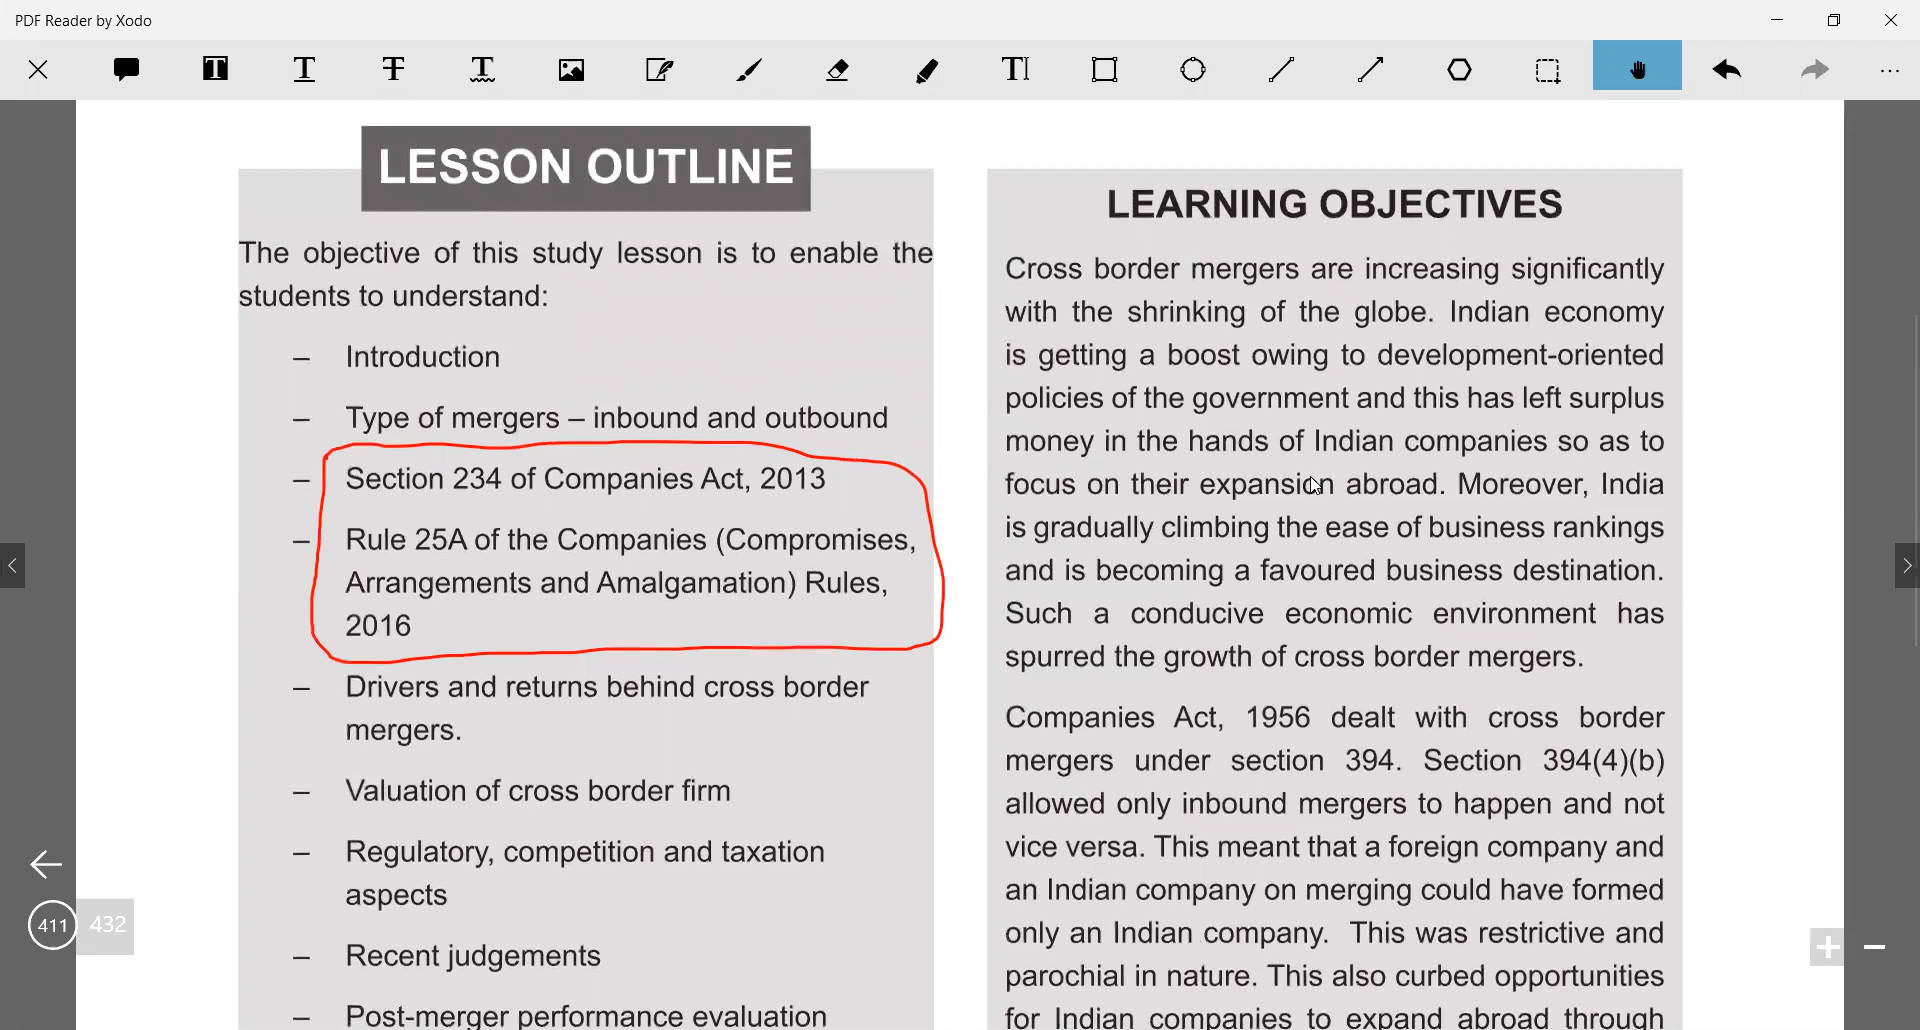 PDF Reader by Xodo
LESSON OUTLINE
The objective of this study lesson is to enable the
students to understand:
– Introduction
– Type of mergers – inbound and outbound
– Section 234 of Companies Act, 2013
– Rule 25A of the Companies (Compromises,
Arrangements and Amalgamation) Rules,
2016
– Drivers and returns behind cross border
mergers.
– Valuation of cross border firm
– Regulatory, competition and taxation
aspects
– Recent judgements
– Post-merger performance evaluation
LEARNING OBJECTIVES
Cross border mergers are increasing significantly
with the shrinking of the globe. Indian economy
is getting a boost owing to development-oriented
policies of the government and this has left surplus
money in the hands of Indian companies so as to
focus on their expansion abroad. Moreover, India
is gradually climbing the ease of business rankings
and is becoming a favoured business destination.
Such a conducive economic environment has
spurred the growth of cross border mergers.
Companies Act, 1956 dealt with cross border
mergers under section 394. Section 394(4)(b)
allowed only inbound mergers to happen and not
vice versa. This meant that a foreign company and
an Indian company on merging could have formed
only an Indian company. This was restrictive and
parochial in nature. This also curbed opportunities
for Indian companies to expand abroad through
411 432